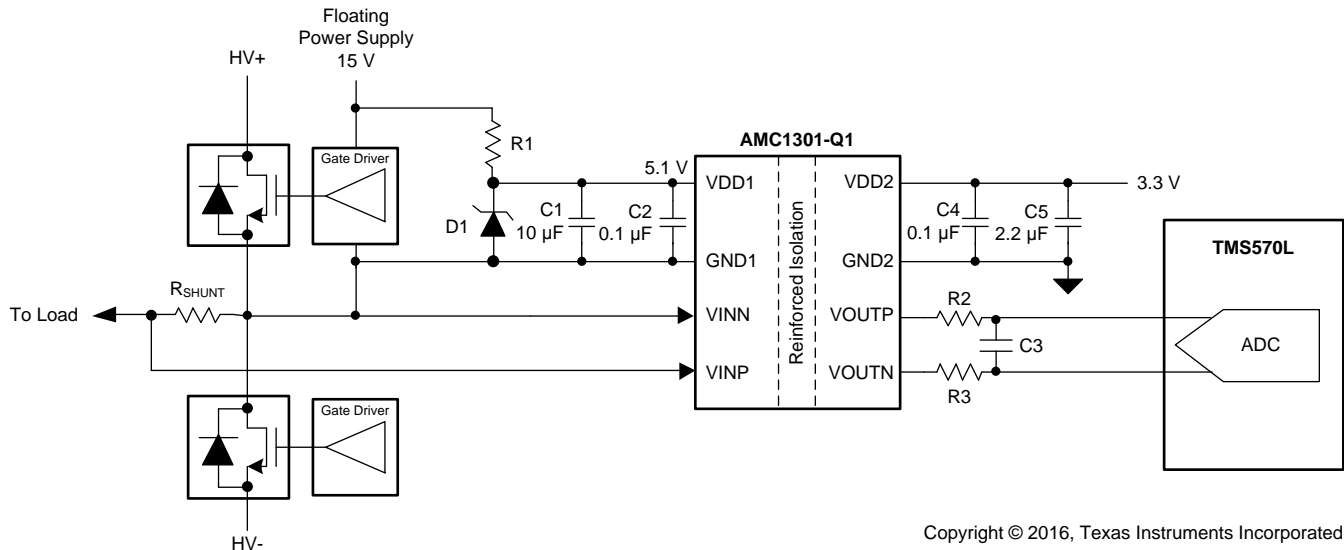 Floating
Power Supply
15 V
HV+
Gate Driver
R1
D1
C1
10 µF
C2
0.1 µF
5.1 V
AMC1301-Q1
VDD1
GND1
VINN
VINP
Reinforced Isolation
VDD2
GND2
VOUTP
VOUTN
3.3 V
C4
0.1 µF
C5
2.2 µF
R2
C3
R3
TMS570L
ADC
RSHUNT
To Load
Gate Driver
HV-
Copyright © 2016, Texas Instruments Incorporated